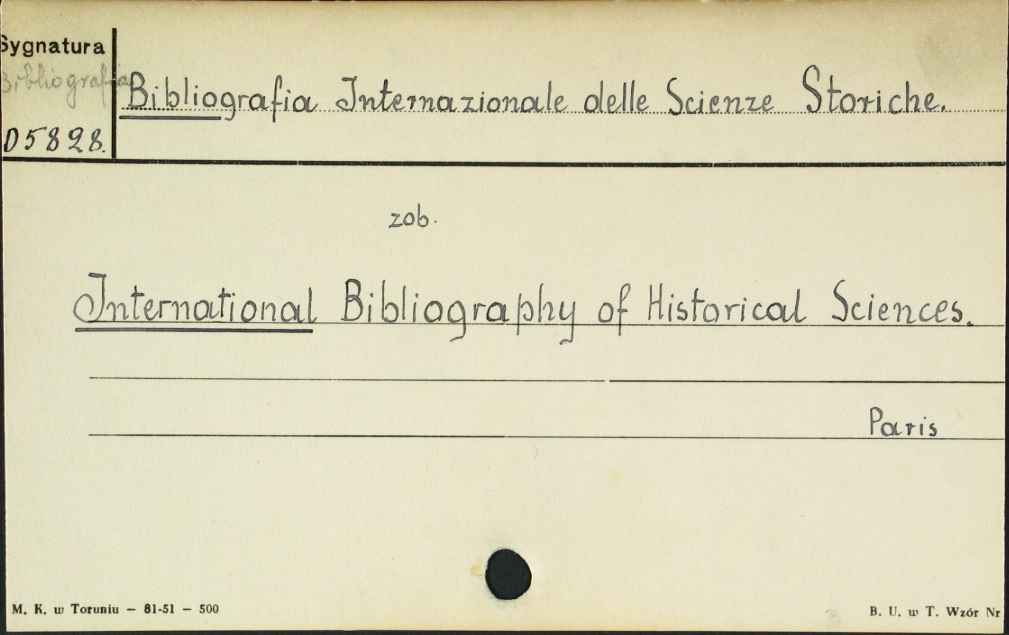 Sygnatura
Bibliografia
Bibliografia Internazionale delle Scienze Storiche.
D5828.
zob.
International Bibliography of Historical Sciences.
Paris
M. K. w Toruniu — 81-51 — 500
B. U. w T. Wzór Nr